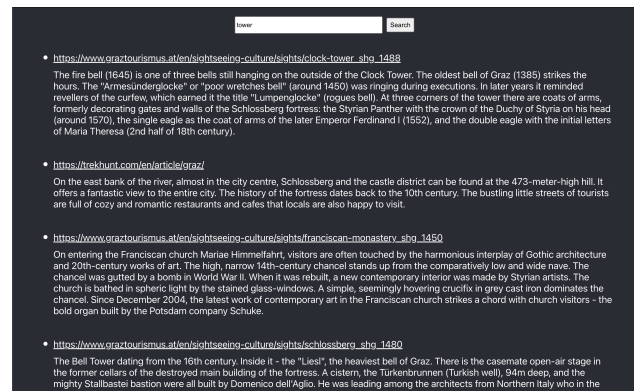 tower
Search
https://www.graztourismus.at/en/sightseeing-culture/sights/clock-tower_shg_1488
The fire bell (1645) is one of three bells still hanging on the outside of the Clock Tower. The oldest bell of Graz (1385) strikes the
hours. The "Armesünderglocke" or "poor wretches bell" (around 1450) was ringing during executions. In later years it reminded
revellers of the curfew, which earned it the title "Lumpenglocke" (rogues bell). At three corners of the tower there are coats of arms,
formerly decorating gates and walls of the Schlossberg fortress: the Styrian Panther with the crown of the Duchy of Styria on his head
(around 1570), the single eagle as the coat of arms of the later Emperor Ferdinand I (1552), and the double eagle with the initial letters
of Maria Theresa (2nd half of 18th century).
https://trekhunt.com/en/article/graz/
On the east bank of the river, almost in the city centre, Schlossberg and the castle district can be found at the 473-meter-high hill. It
offers a fantastic view to the entire city. The history of the fortress dates back to the 10th century. The bustling little streets of tourists
are full of cozy and romantic restaurants and cafes that locals are also happy to visit.
https://www.graztourismus.at/en/sightseeing-culture/sights/franciscan-monastery_shg_1450
On entering the Franciscan church Mariae Himmelfahrt, visitors are often touched by the harmonious interplay of Gothic architecture
and 20th-century works of art. The high, narrow 14th-century chancel stands up from the comparatively low and wide nave. The
chancel was gutted by a bomb in World War II. When it was rebuilt, a new contemporary interior was made by Styrian artists. The
church is bathed in spheric light by the stained glass-windows. A simple, seemingly hovering crucifix in grey cast iron dominates the
chancel. Since December 2004, the latest work of contemporary art in the Franciscan church strikes a chord with church visitors - the
bold organ built by the Potsdam company Schuke.
https://www.graztourismus.at/en/sightseeing-culture/sights/schlossberg_shg_1480
The Bell Tower dating from the 16th century. Inside it - the "Liesl", the heaviest bell of Graz. There is the casemate open-air stage in
the former cellars of the destroyed main building of the fortress. A cistern, the Türkenbrunnen (Turkish well), 94m deep, and the
mighty Stallbastei bastion were all built by Domenico dell'Aglio. He was leading among the architects from Northern Italy who in the